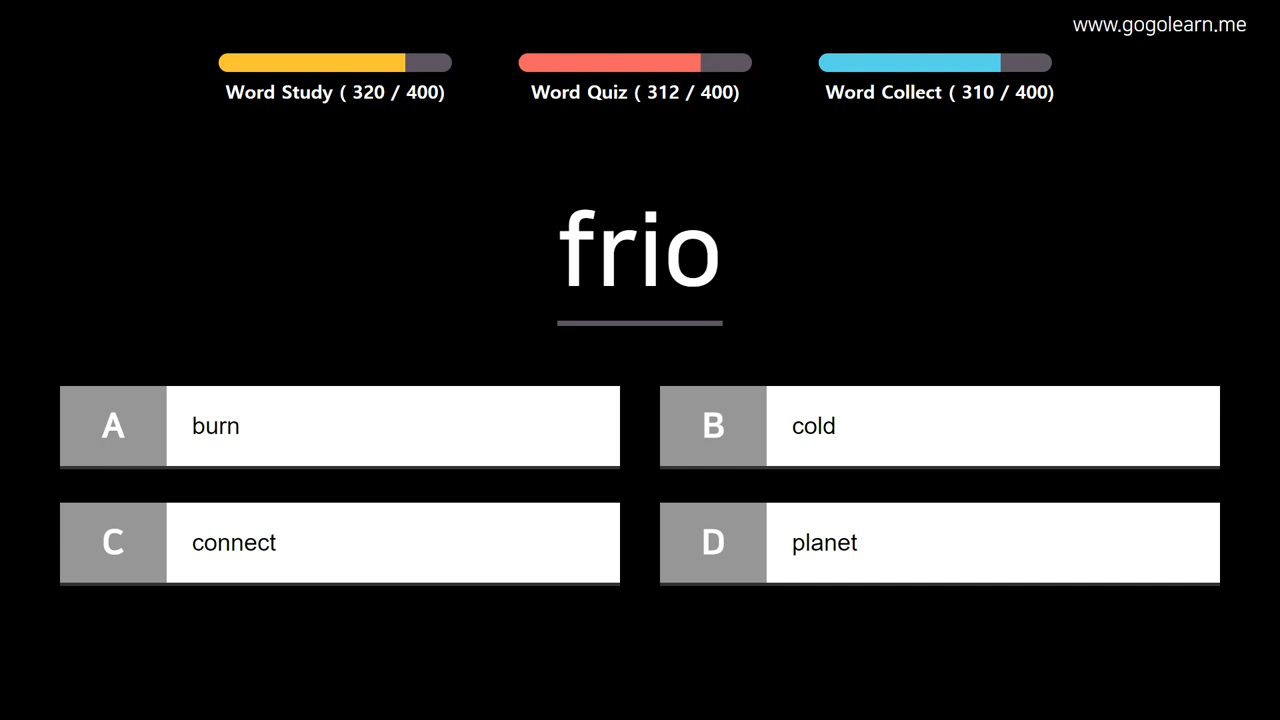 www.gogolearn.me
Word Study ( 320 / 400)
Word Quiz ( 312 / 400)
Word Collect ( 310 / 400)
frio
A
burn
B
cold
C
connect
D
planet